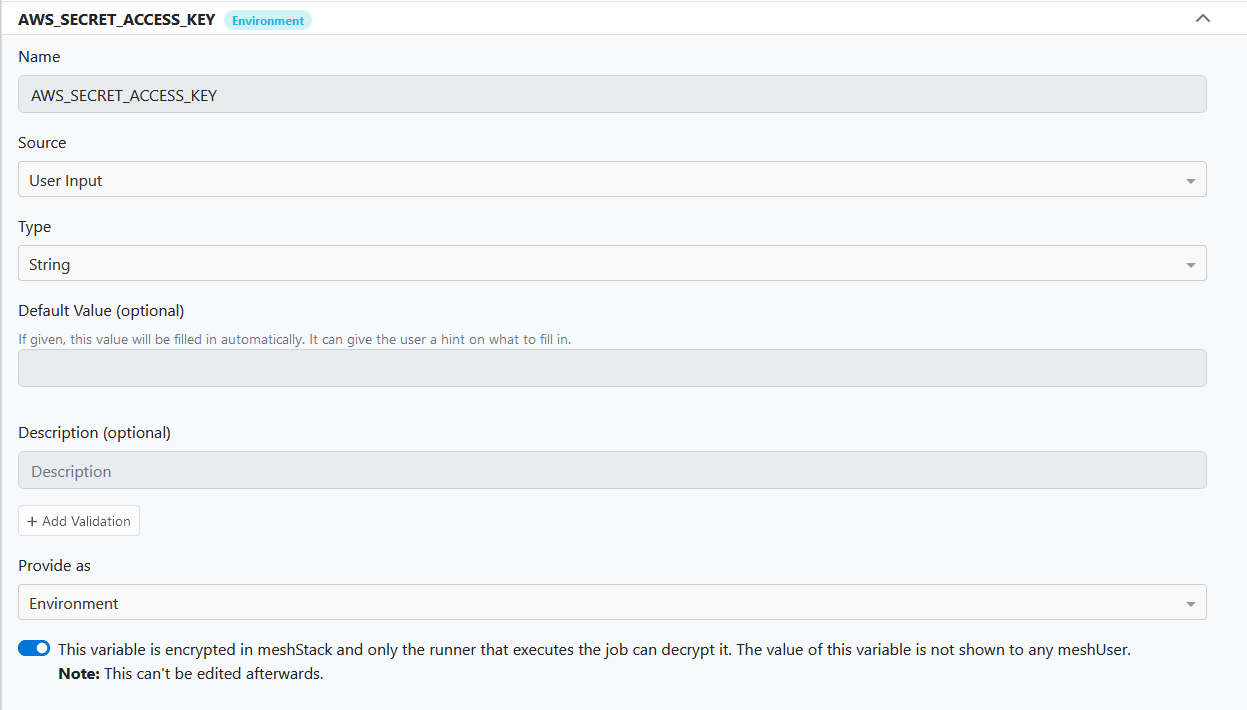 AWS_SECRET_ACCESS_KEY Environment
Name
AWS_SECRET_ACCESS_KEY
Source
User Input
Type
String
Default Value (optional)
If given, this value will be filled in automatically. It can give the user a hint on what to fill in.
Description (optional)
Description
+ Add Validation
Provide as
Environment
This variable is encrypted in meshStack and only the runner that executes the job can decrypt it. The value of this variable is not shown to any meshUser.
Note: This can't be edited afterwards.